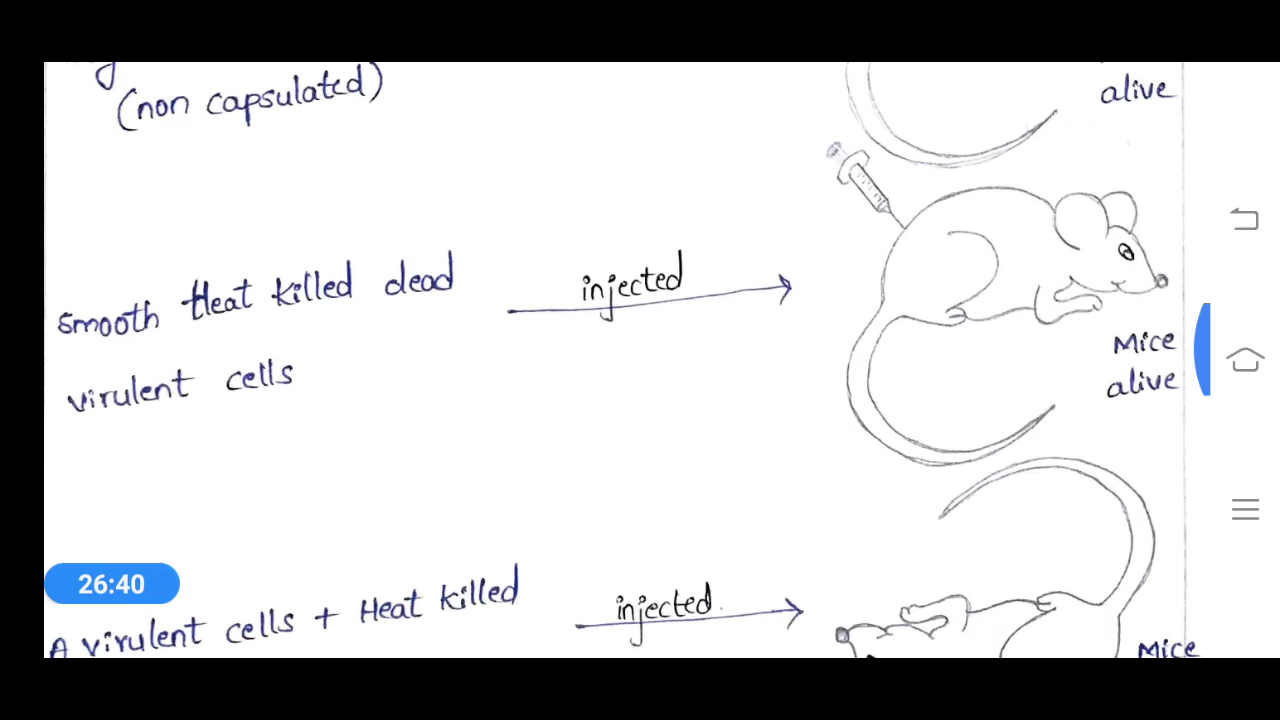 (non capsulated)
alive
Smooth Heat killed dead
virulent cells
injected
Mice
alive
26:40
A virulent cells + Heat killed
injected.
Mice